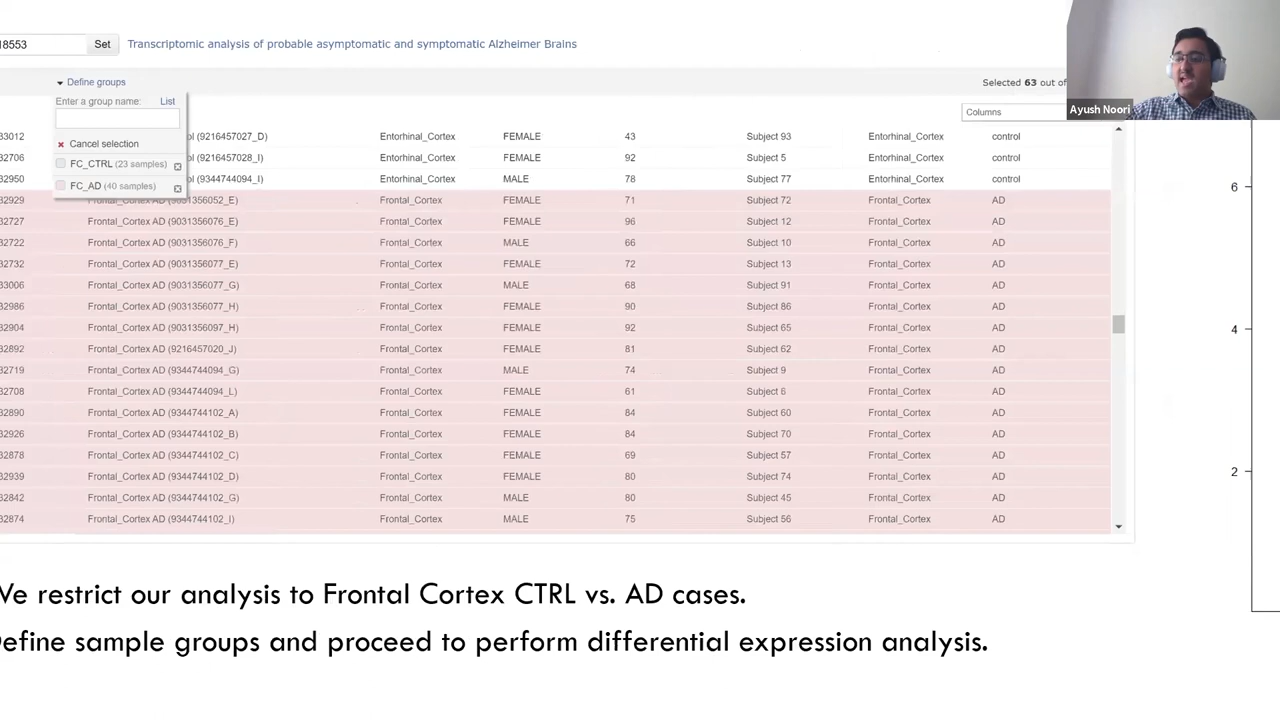 18553 Set Transcriptomic analysis of probable asymptomatic and symptomatic Alzheimer Brains
Define groups Selected 63 out of
Enter a group name: List
Columns
Cancel selection
FC_CTRL (23 samples)
FC_AD (40 samples)
33012 ol (9216457027_D) Entorhinal_Cortex FEMALE 43 Subject 93 Entorhinal_Cortex control
32706 ol (9216457028_I) Entorhinal_Cortex FEMALE 92 Subject 5 Entorhinal_Cortex control
32950 ol (9344744094_I) Entorhinal_Cortex MALE 78 Subject 77 Entorhinal_Cortex control
32929 Frontal_Cortex AD (9031356052_E) Frontal_Cortex FEMALE 71 Subject 72 Frontal_Cortex AD
32727 Frontal_Cortex AD (9031356076_E) Frontal_Cortex FEMALE 96 Subject 12 Frontal_Cortex AD
32722 Frontal_Cortex AD (9031356076_F) Frontal_Cortex MALE 66 Subject 10 Frontal_Cortex AD
32732 Frontal_Cortex AD (9031356077_E) Frontal_Cortex FEMALE 72 Subject 13 Frontal_Cortex AD
33006 Frontal_Cortex AD (9031356077_G) Frontal_Cortex MALE 68 Subject 91 Frontal_Cortex AD
32986 Frontal_Cortex AD (9031356077_H) Frontal_Cortex FEMALE 90 Subject 86 Frontal_Cortex AD
32904 Frontal_Cortex AD (9031356097_H) Frontal_Cortex FEMALE 92 Subject 65 Frontal_Cortex AD
32892 Frontal_Cortex AD (9216457020_J) Frontal_Cortex FEMALE 81 Subject 62 Frontal_Cortex AD
32719 Frontal_Cortex AD (9344744094_G) Frontal_Cortex MALE 74 Subject 9 Frontal_Cortex AD
32708 Frontal_Cortex AD (9344744094_L) Frontal_Cortex FEMALE 61 Subject 6 Frontal_Cortex AD
32890 Frontal_Cortex AD (9344744102_A) Frontal_Cortex FEMALE 84 Subject 60 Frontal_Cortex AD
32926 Frontal_Cortex AD (9344744102_B) Frontal_Cortex FEMALE 84 Subject 70 Frontal_Cortex AD
32878 Frontal_Cortex AD (9344744102_C) Frontal_Cortex FEMALE 69 Subject 57 Frontal_Cortex AD
32939 Frontal_Cortex AD (9344744102_D) Frontal_Cortex FEMALE 80 Subject 74 Frontal_Cortex AD
32842 Frontal_Cortex AD (9344744102_G) Frontal_Cortex MALE 80 Subject 45 Frontal_Cortex AD
32874 Frontal_Cortex AD (9344744102_I) Frontal_Cortex MALE 75 Subject 56 Frontal_Cortex AD
We restrict our analysis to Frontal Cortex CTRL vs. AD cases.
Define sample groups and proceed to perform differential expression analysis.
Ayush Noori
6
4
2